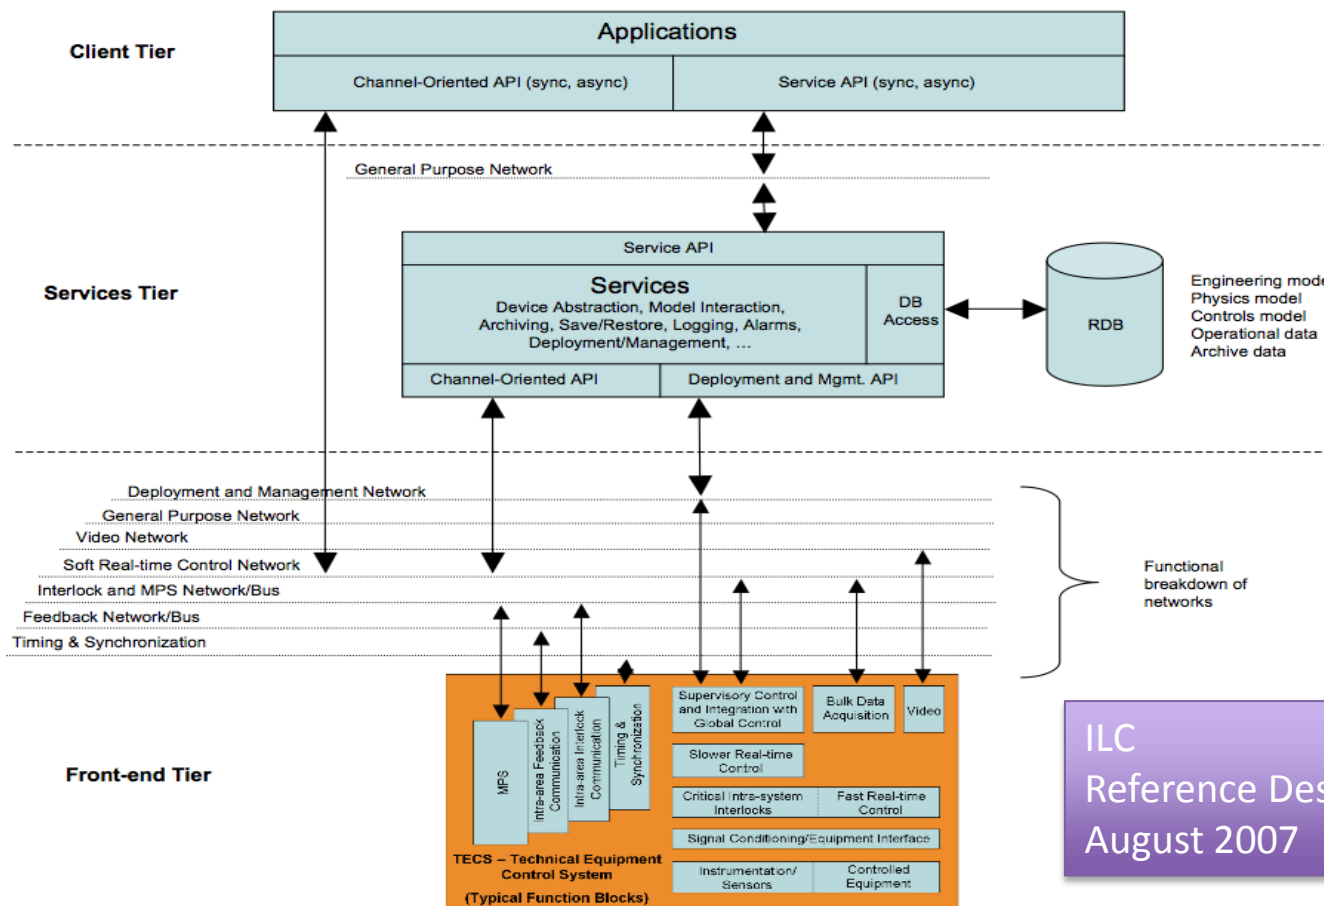 Client Tier
Applications
Channel-Oriented API (sync, async)
Service API (sync, async)
General Purpose Network
Services Tier
Service API
Services
Device Abstraction, Model Interaction,
Archiving, Save/Restore, Logging, Alarms,
Deployment/Management, ...
DB
Access
Channel-Oriented API
Deployment and Mgmt. API
RDB
Engineering mode
Physics model
Controls model
Operational data
Archive data
Deployment and Management Network
General Purpose Network
Video Network
Soft Real-time Control Network
Interlock and MPS Network/Bus
Feedback Network/Bus
Timing & Synchronization
Functional
breakdown of
networks
Front-end Tier
MPS
Intra-area Feedback
Communication
Intra-area Interlock
Communication
Timing &
Synchronization
Supervisory Control
and Integration with
Global Control
Bulk Data
Acquisition
Video
Slower Real-time
Control
Critical Intra-system
Interlocks
Fast Real-time
Control
Signal Conditioning/Equipment Interface
Instrumentation/
Sensors
Controlled
Equipment
TECS – Technical Equipment
Control System
(Typical Function Blocks)
ILC
Reference Des
August 2007